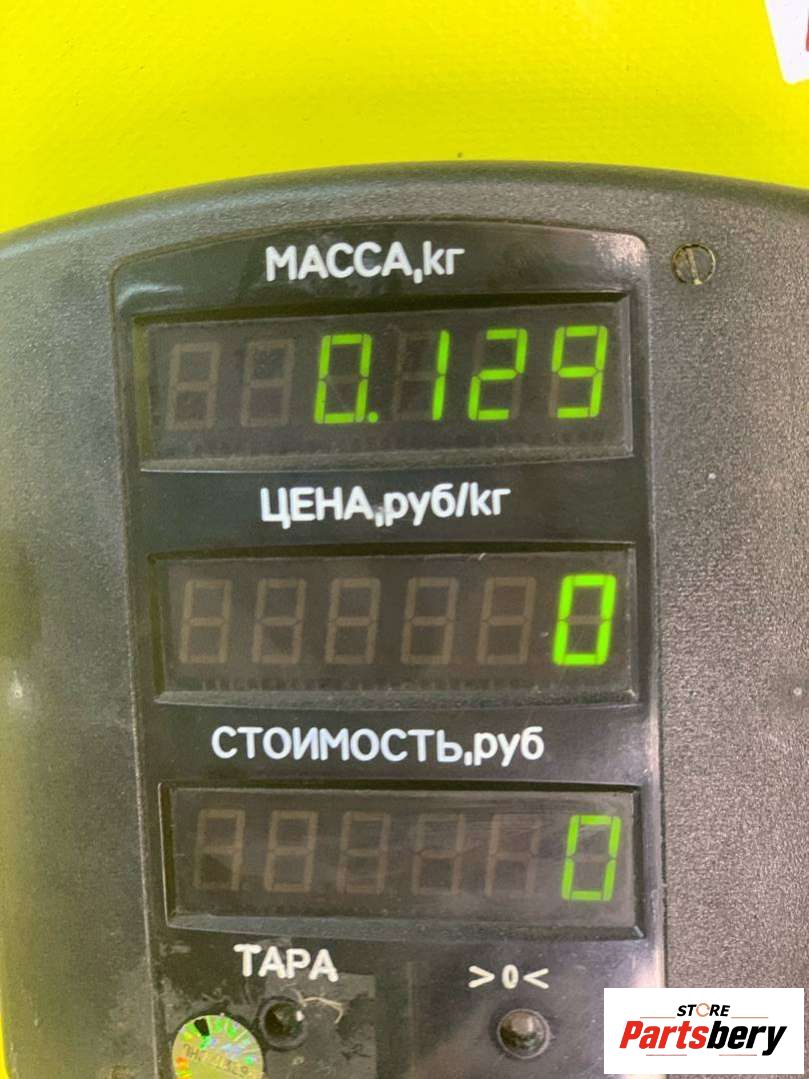 МАССА,кг
0.129
ЦЕНА,руб/кг
0
СТОИМОСТЬ,руб
0
ТАРА
>0<
STORE
Partsbery